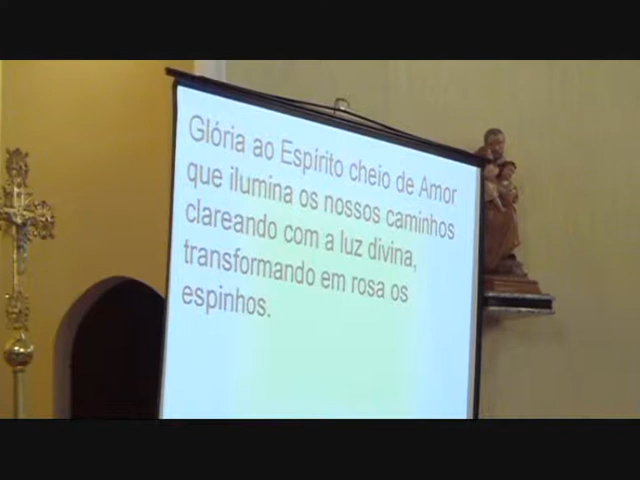 Glória ao Espírito cheio de Amor
que ilumina os nossos caminhos
clareando com a luz divina,
transformando em rosa os
espinhos.